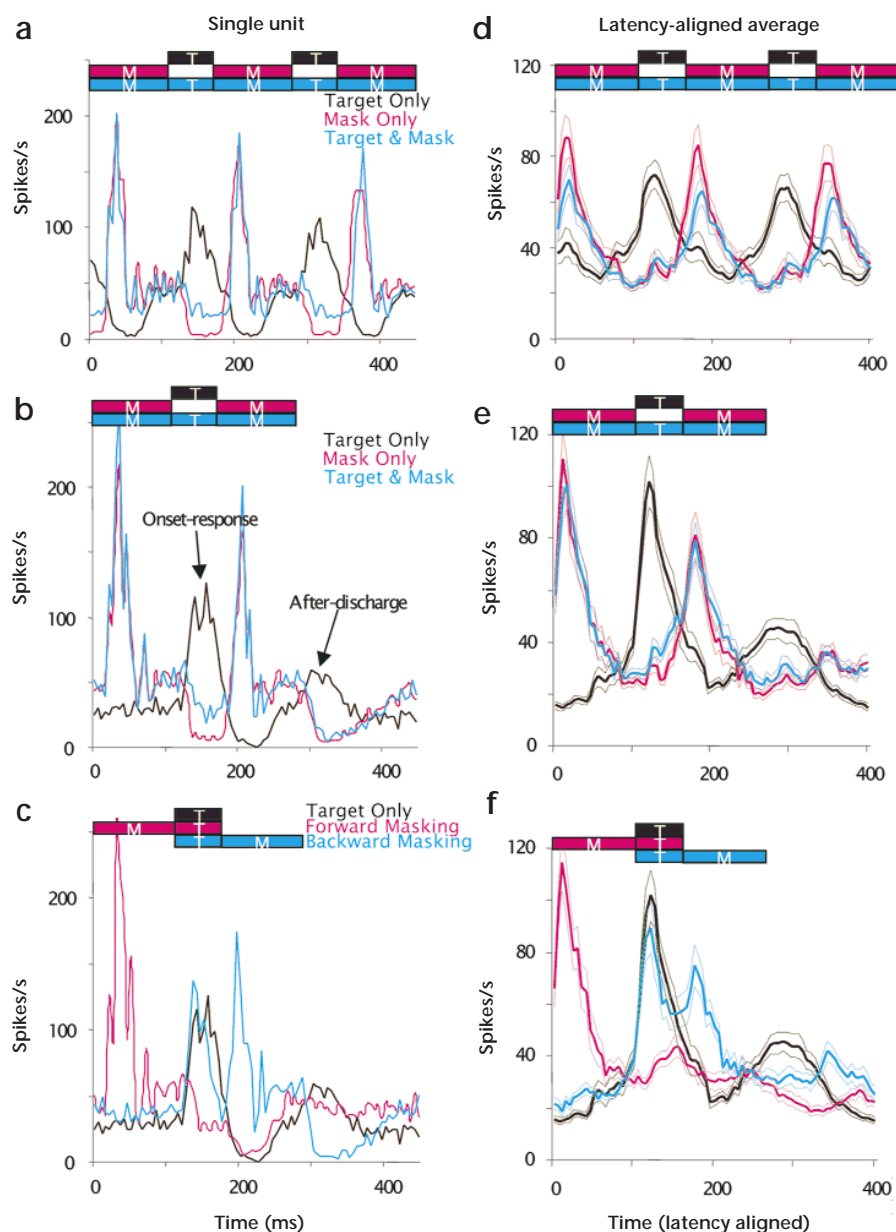 a
Single unit
T
T
M
M
M
M
M
M
200
100
0
Spikes/s
Target Only
Mask Only
Target & Mask
0
200
400
d
Latency-aligned average
T
T
M
M
M
M
M
M
120
80
40
0
Spikes/s
0
200
400
b
T
M
T
M
M
M
200
100
0
Spikes/s
Target Only
Mask Only
Target & Mask
Onset-response
After-discharge
0
200
400
e
T
M
M
M
T
M
120
80
40
0
Spikes/s
0
200
400
c
T
M
T
T
M
200
100
0
Spikes/s
Target Only
Forward Masking
Backward Masking
0
200
400
Time (ms)
f
T
M
T
T
M
120
80
40
0
Spikes/s
0
200
400
Time (latency aligned)